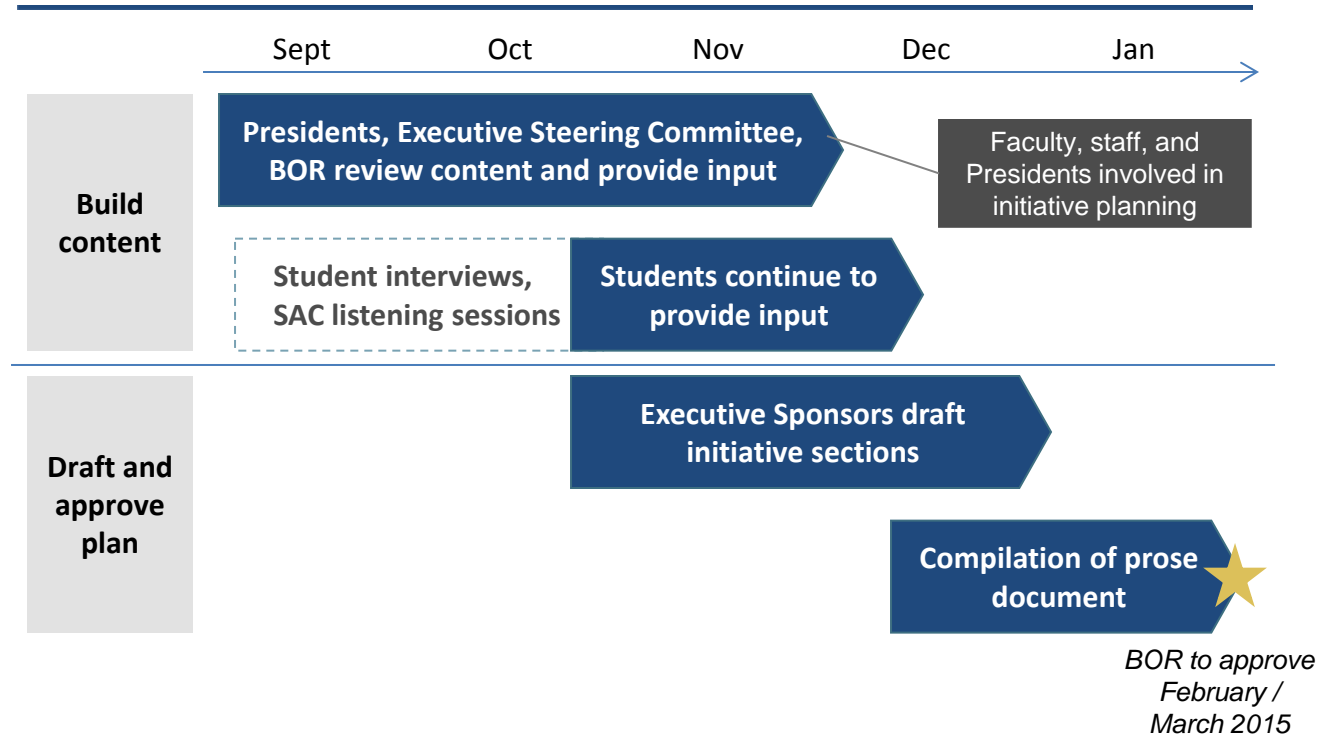 Sept Oct Nov Dec Jan
Build
content
Presidents, Executive Steering Committee,
BOR review content and provide input
Faculty, staff, and
Presidents involved in
initiative planning
Student interviews,
SAC listening sessions
Students continue to
provide input
Draft and
approve
plan
Executive Sponsors draft
initiative sections
Compilation of prose
document
BOR to approve
February /
March 2015